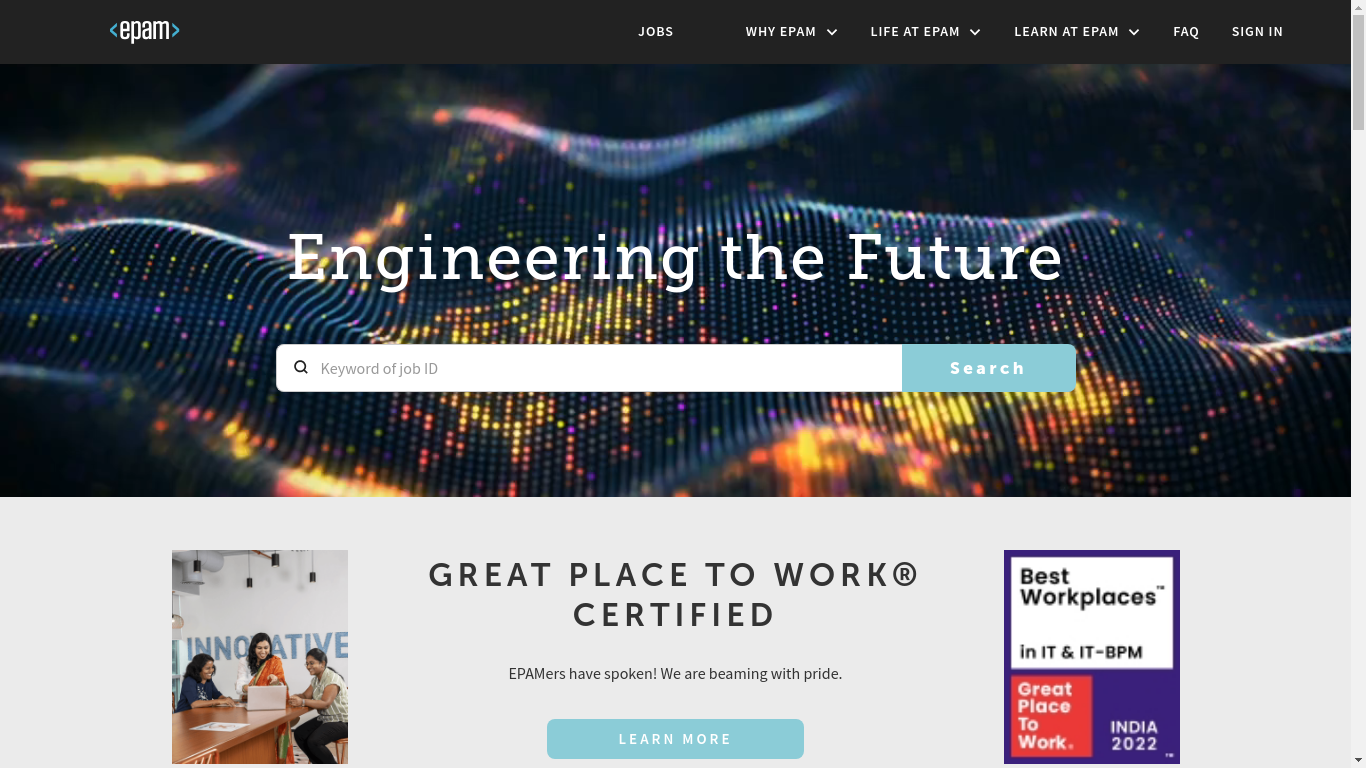 <epam>
JOBS
WHY EPAM
LIFE AT EPAM
LEARN AT EPAM
FAQ
SIGN IN
Engineering the Future
Keyword of job ID
Search
INNOVATIVE
GREAT PLACE TO WORK®
CERTIFIED
EPAMers have spoken! We are beaming with pride.
LEARN MORE
Best
Workplaces™
in IT & IT-BPM
Great
Place
To
Work®
INDIA
2022
™